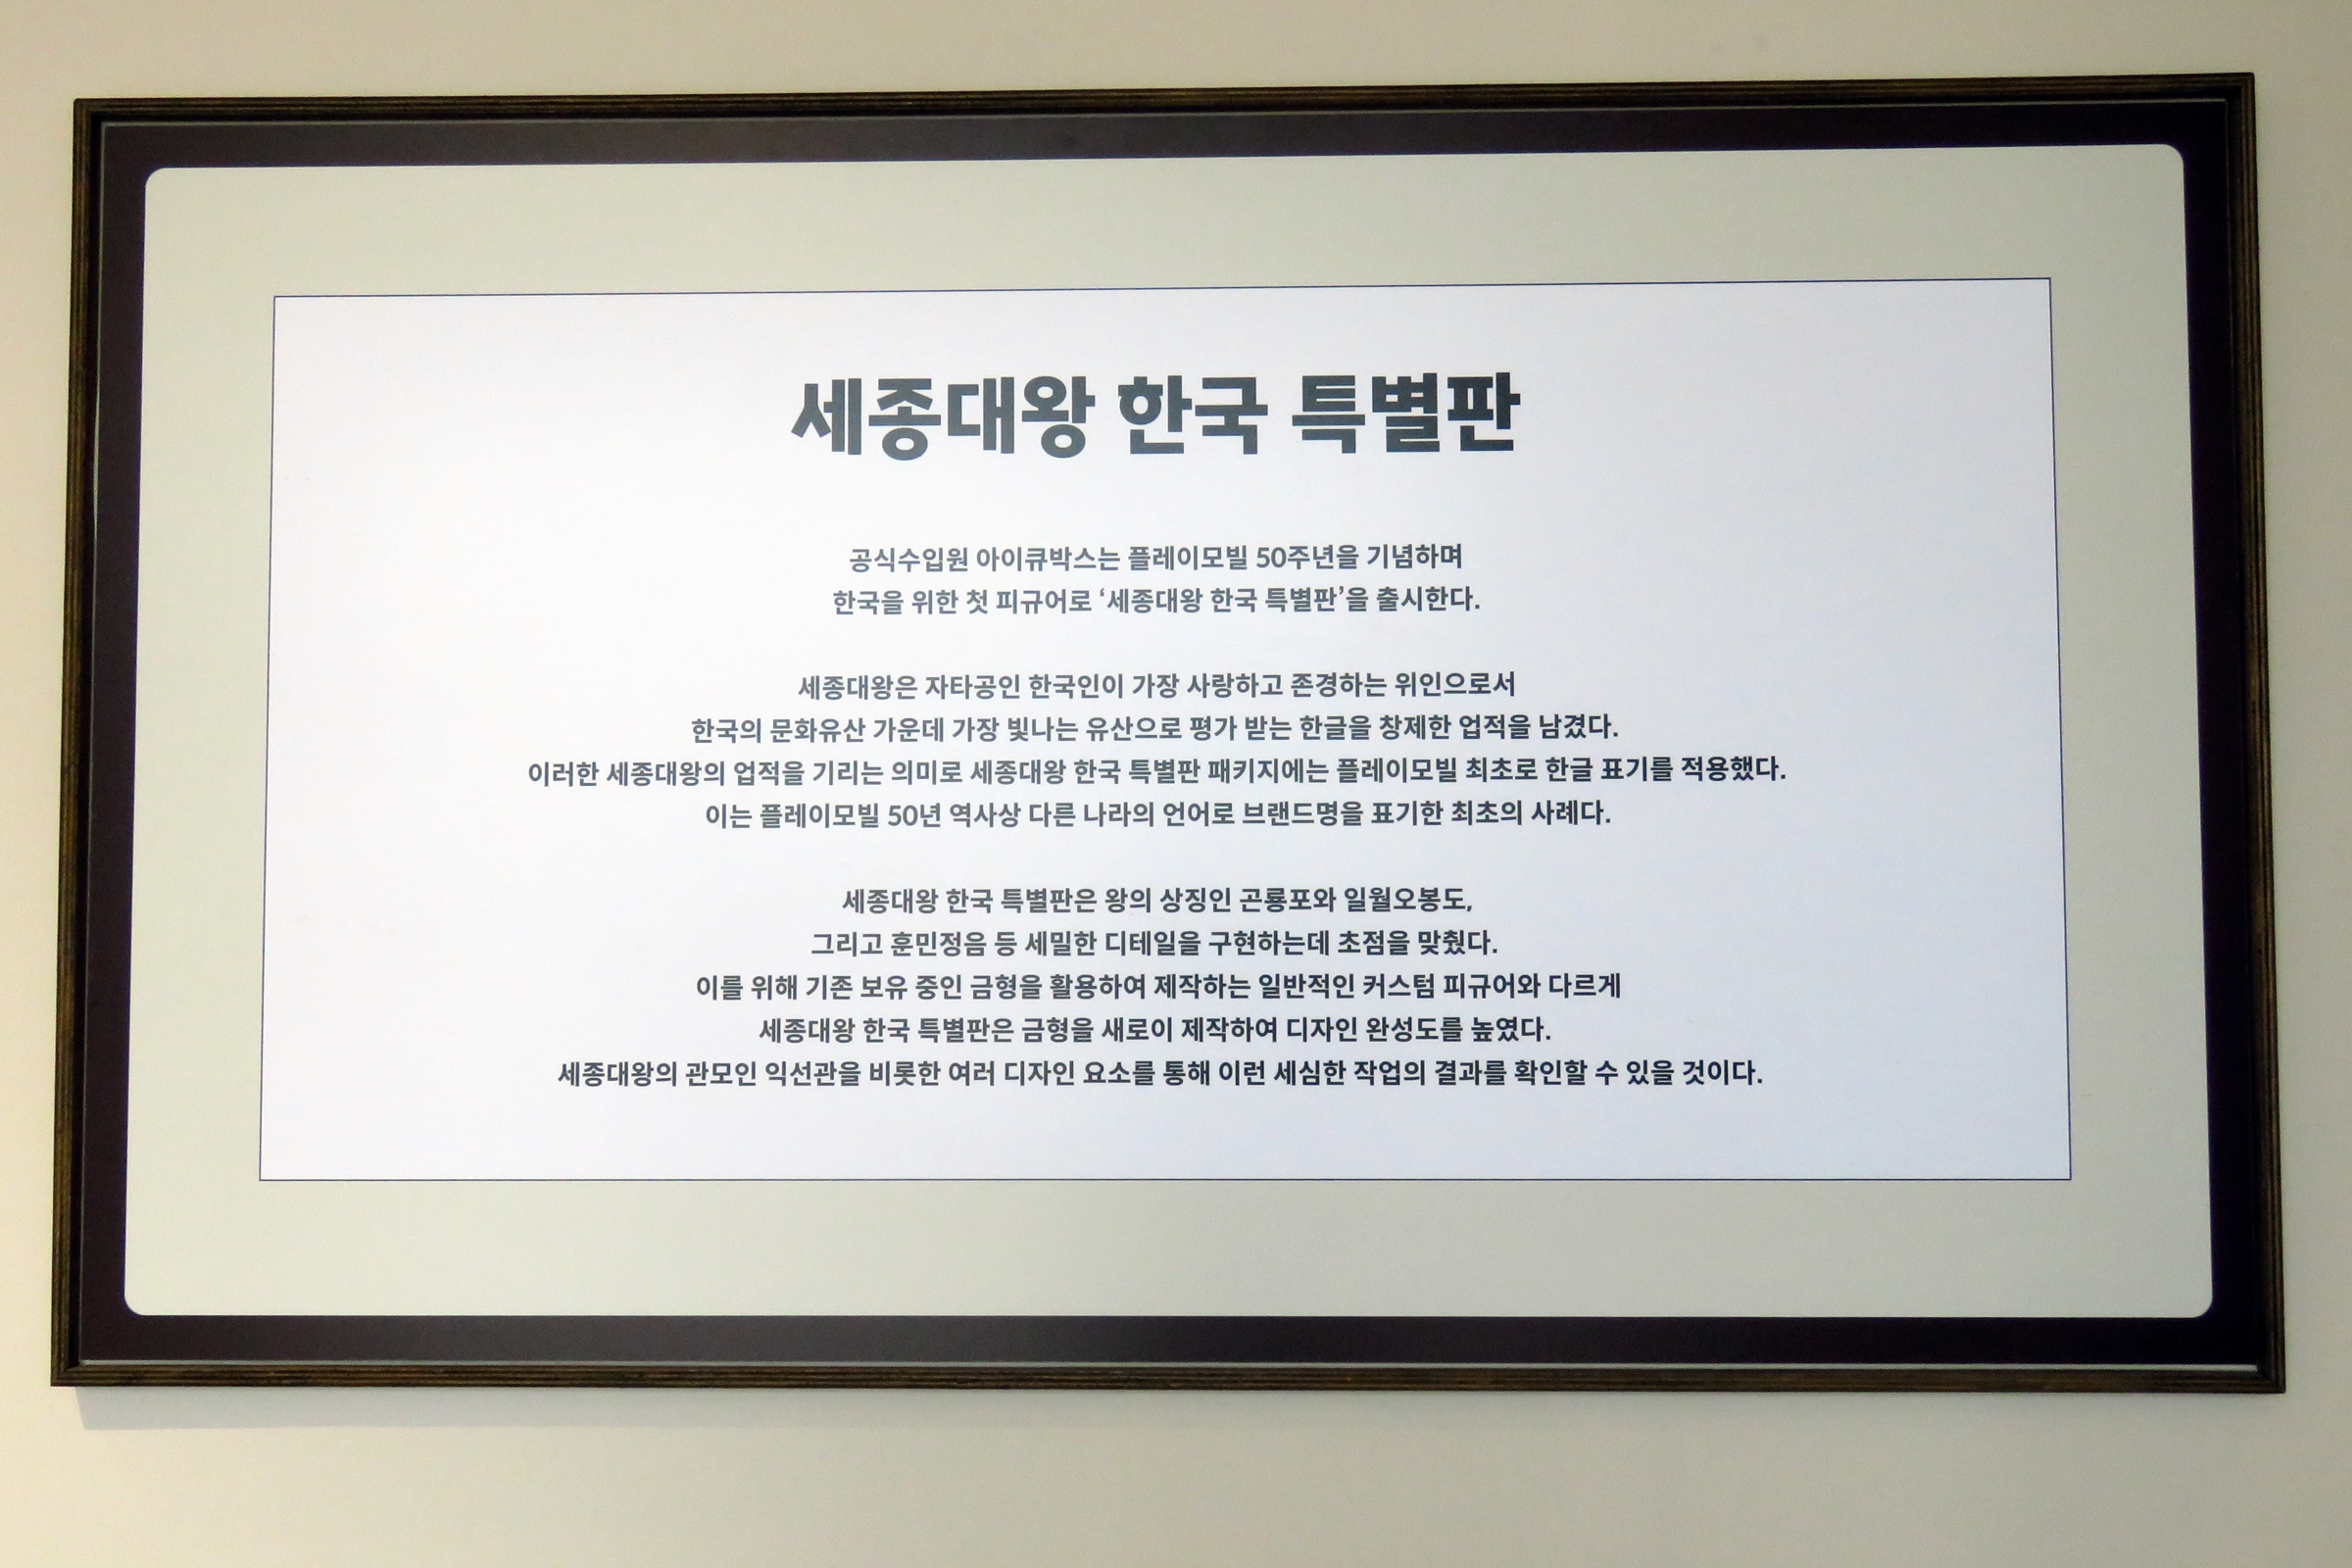 세종대왕 한국 특별판
공식수입원 아이큐박스는 플레이모빌 50주년을 기념하며
한국을 위한 첫 피규어로 ‘세종대왕 한국 특별판’을 출시한다.
세종대왕은 자타공인 한국인이 가장 사랑하고 존경하는 위인으로서
한국의 문화유산 가운데 가장 빛나는 유산으로 평가 받는 한글을 창제한 업적을 남겼다.
이러한 세종대왕의 업적을 기리는 의미로 세종대왕 한국 특별판 패키지에는 플레이모빌 최초로 한글 표기를 적용했다.
이는 플레이모빌 50년 역사상 다른 나라의 언어로 브랜드명을 표기한 최초의 사례다.
세종대왕 한국 특별판은 왕의 상징인 곤룡포와 일월오봉도,
그리고 훈민정음 등 세밀한 디테일을 구현하는데 초점을 맞췄다.
이를 위해 기존 보유 중인 금형을 활용하여 제작하는 일반적인 커스텀 피규어와 다르게
세종대왕 한국 특별판은 금형을 새로이 제작하여 디자인 완성도를 높였다.
세종대왕의 관모인 익선관을 비롯한 여러 디자인 요소를 통해 이런 세심한 작업의 결과를 확인할 수 있을 것이다.